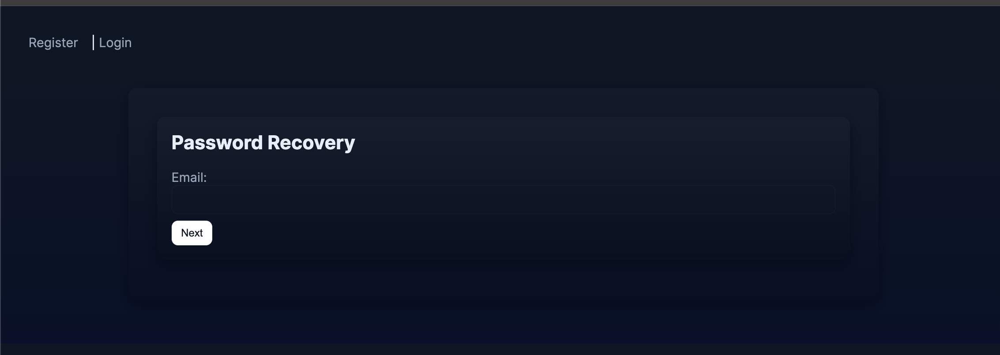 Register | Login
Password Recovery
Email:
Next